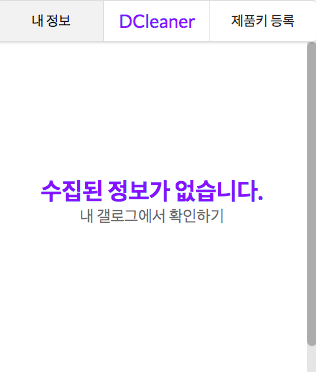 내 정보
DCleaner
제품키 등록
수집된 정보가 없습니다.
내 갤로그에서 확인하기